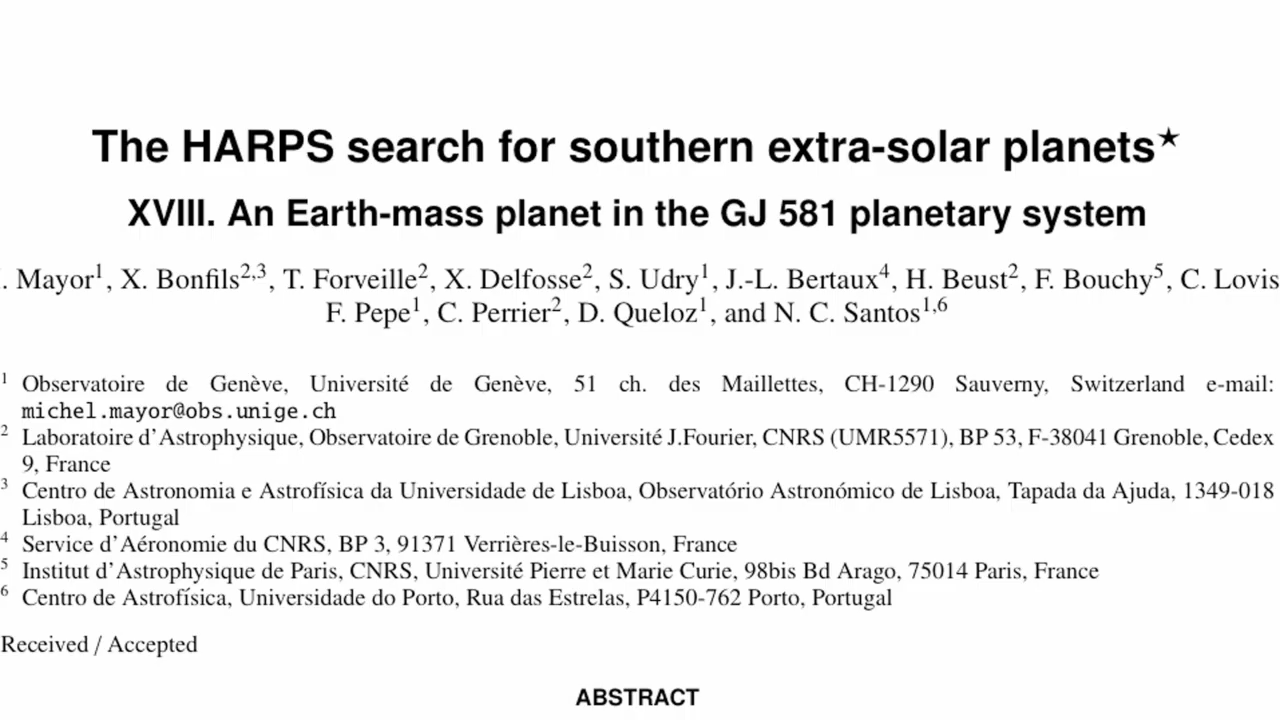 The HARPS search for southern extra-solar planets★
XVIII. An Earth-mass planet in the GJ 581 planetary system
. Mayor1, X. Bonfils2,3, T. Forveille2, X. Delfosse2, S. Udry1, J.-L. Bertaux4, H. Beust2, F. Bouchy5, C. Lovis
F. Pepe1, C. Perrier2, D. Queloz1, and N. C. Santos1,6
1 Observatoire de Genève, Université de Genève, 51 ch. des Maillettes, CH-1290 Sauverny, Switzerland e-mail:
michel.mayor@obs.unige.ch
2 Laboratoire d'Astrophysique, Observatoire de Grenoble, Université J.Fourier, CNRS (UMR5571), BP 53, F-38041 Grenoble, Cedex
9, France
3 Centro de Astronomia e Astrofísica da Universidade de Lisboa, Observatório Astronómico de Lisboa, Tapada da Ajuda, 1349-018
Lisboa, Portugal
4 Service d'Aéronomie du CNRS, BP 3, 91371 Verrières-le-Buisson, France
5 Institut d'Astrophysique de Paris, CNRS, Université Pierre et Marie Curie, 98bis Bd Arago, 75014 Paris, France
6 Centro de Astrofísica, Universidade do Porto, Rua das Estrelas, P4150-762 Porto, Portugal
Received / Accepted
ABSTRACT